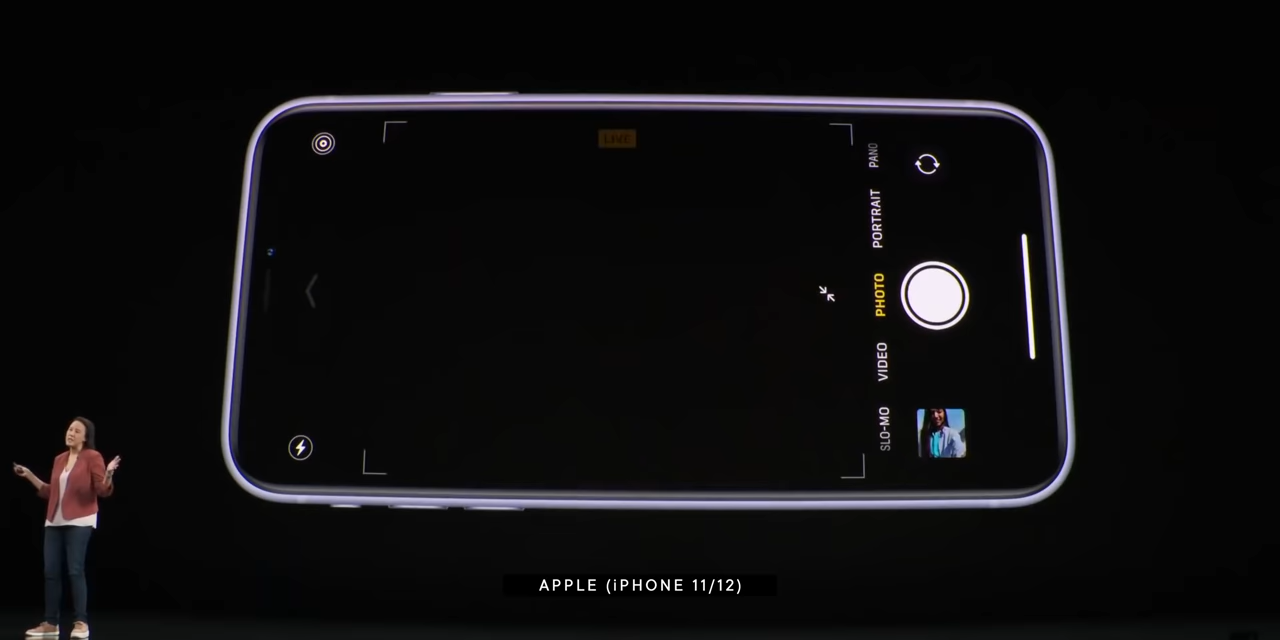 LIVE
PANO
PORTRAIT
PHOTO
VIDEO
SLO-MO
APPLE (iPHONE 11/12)